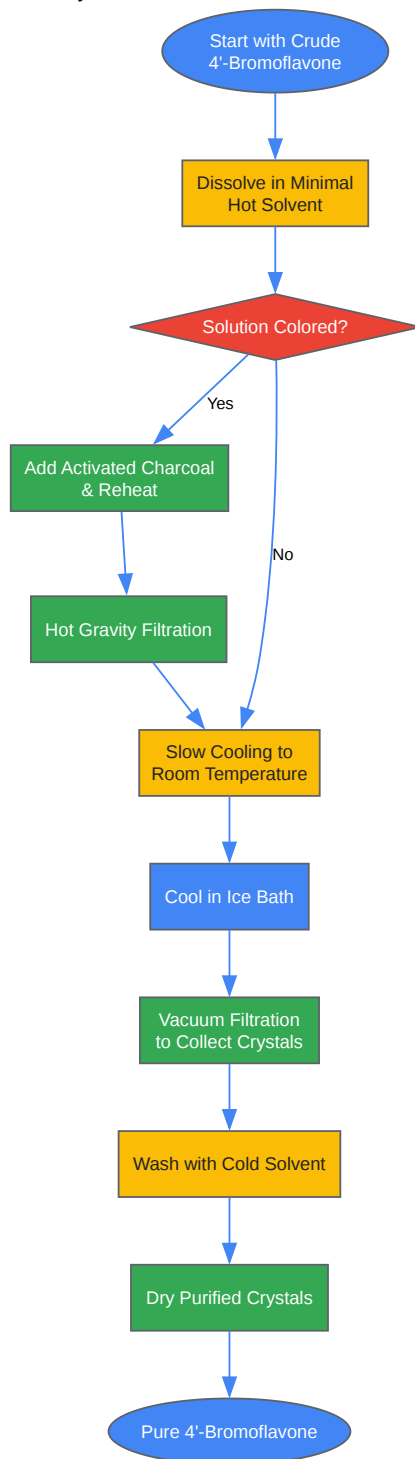 Start with Crude
4'-Bromoflavone
Dissolve in Minimal
Hot Solvent
Solution Colored?
Yes
Add Activated Charcoal
& Reheat
No
Hot Gravity Filtration
Slow Cooling to
Room Temperature
Cool in Ice Bath
Vacuum Filtration
to Collect Crystals
Wash with Cold Solvent
Dry Purified Crystals
Pure 4'-Bromoflavone